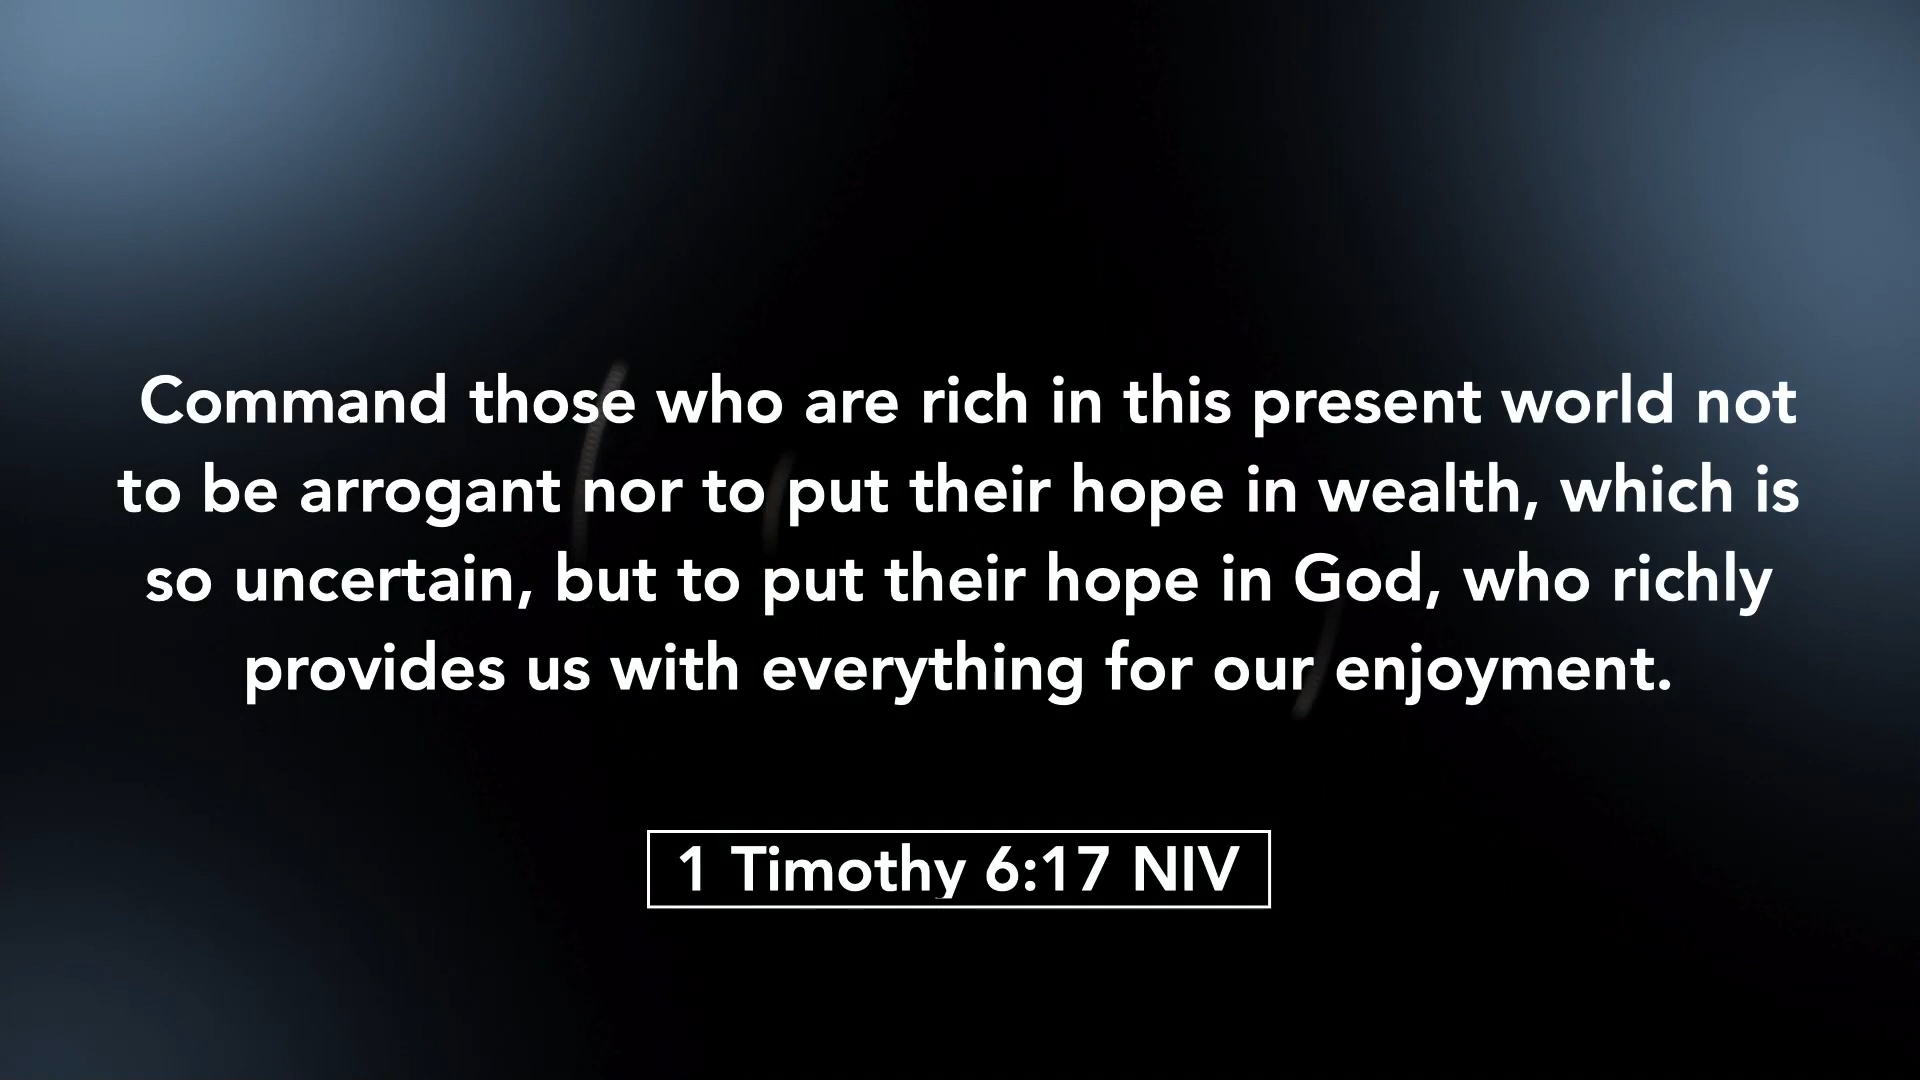 Command those who are rich in this present world not
to be arrogant nor to put their hope in wealth, which is
so uncertain, but to put their hope in God, who richly
provides us with everything for our enjoyment.
1 Timothy 6:17 NIV